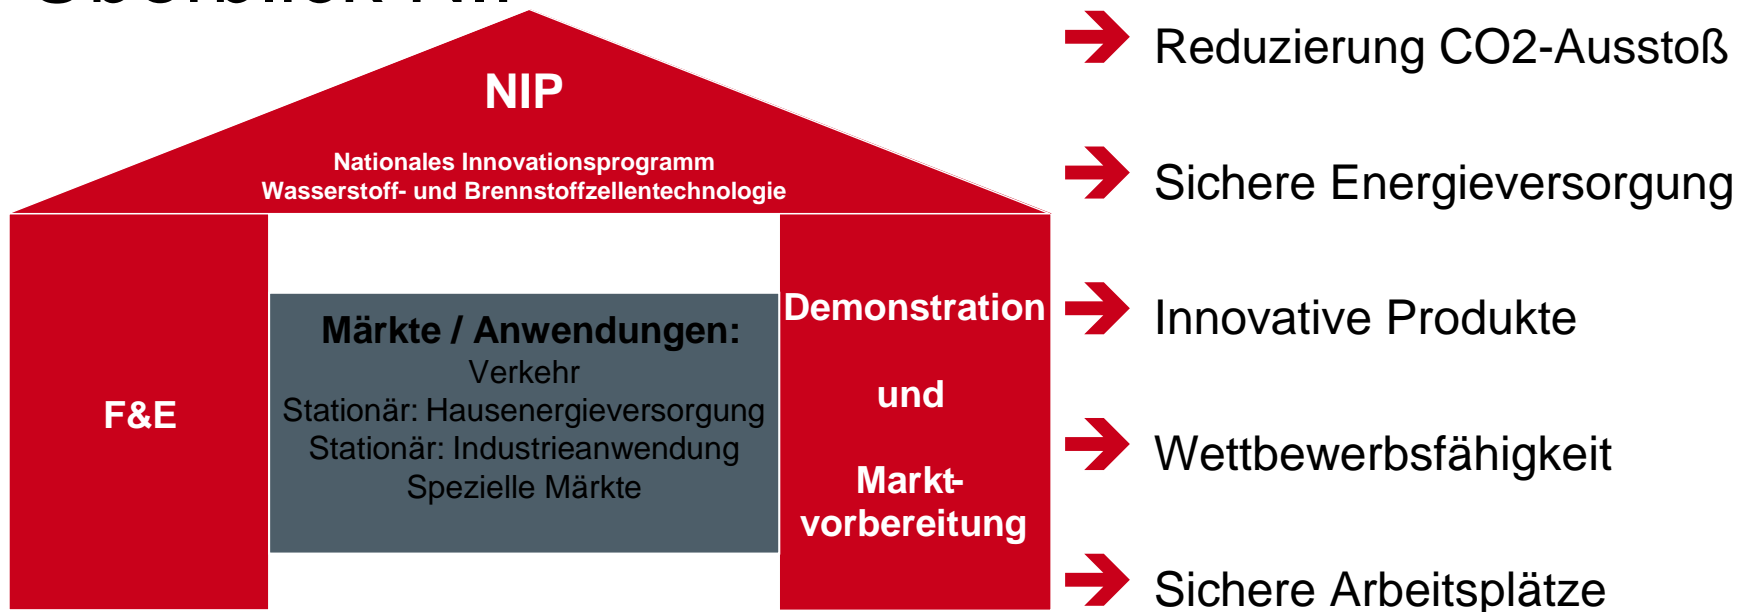 NIP
Nationales Innovationsprogramm
Wasserstoff- und Brennstoffzellentechnologie
F&E
Märkte / Anwendungen:
Verkehr
Stationär: Hausenergieversorgung
Stationär: Industrieanwendung
Spezielle Märkte
Demonstration
und
Markt-
vorbereitung
Reduzierung CO2-Ausstoß
Sichere Energieversorgung
Innovative Produkte
Wettbewerbsfähigkeit
Sichere Arbeitsplätze